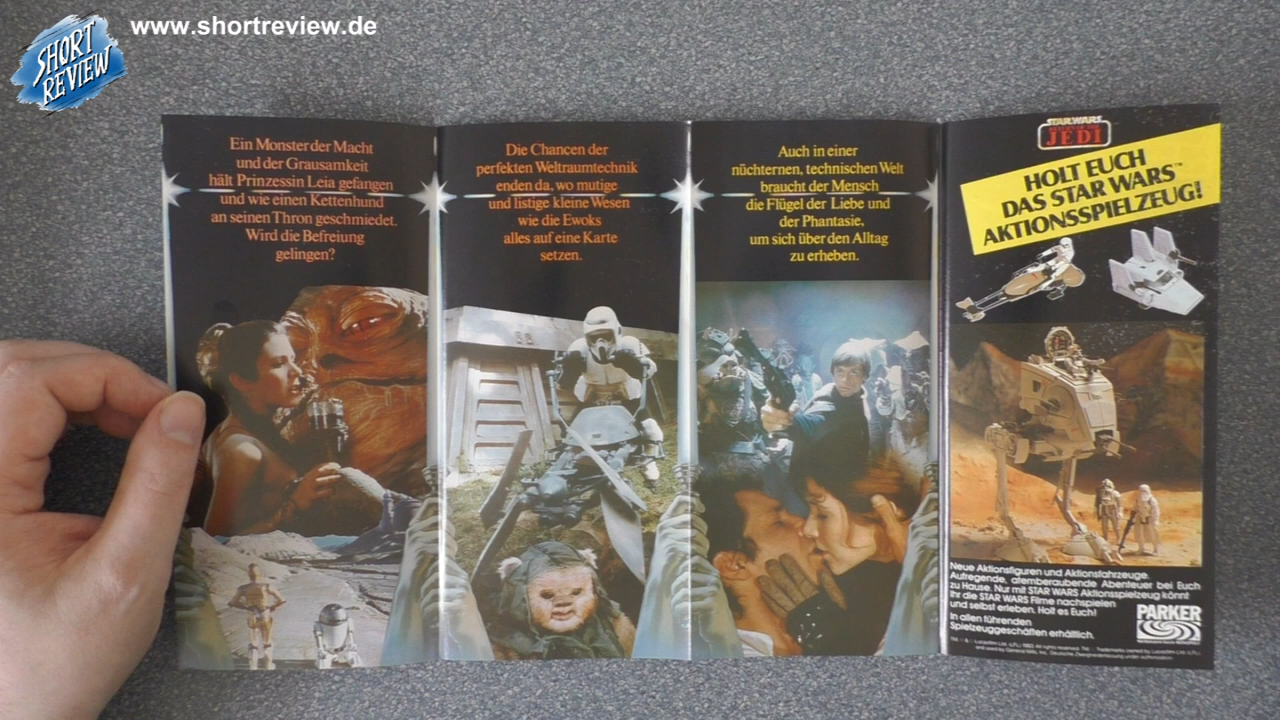 www.shortreview.de
SHORT
REVIEW
Ein Monster der Macht
und der Grausamkeit
hält Prinzessin Leia gefangen
und wie einen Kettenhund
an seinen Thron geschmiedet.
Wird die Befreiung
gelingen?
Die Chancen der
perfekten Weltraumtechnik
enden da, wo mutige
und listige kleine Wesen
wie die Ewoks
alles auf eine Karte
setzen.
Auch in einer
nüchternen, technischen Welt
braucht der Mensch
die Flügel der Liebe und
der Phantasie,
um sich über den Alltag
zu erheben.
STAR WARS
RETURN OF THE
JEDI
HOLT EUCH
DAS STAR WARS™
AKTIONSSPIELZEUG!
Neue Aktionsfiguren und Aktionsfahrzeuge.
Aufregende, atemberaubende Abenteuer bei Euch
zu Hause. Nur mit STAR WARS Aktionsspielzeug könnt
Ihr die STAR WARS Filme nachspielen
und selbst erleben. Holt es Euch!
In allen führenden
Spielzeuggeschäften erhältlich.
PARKER